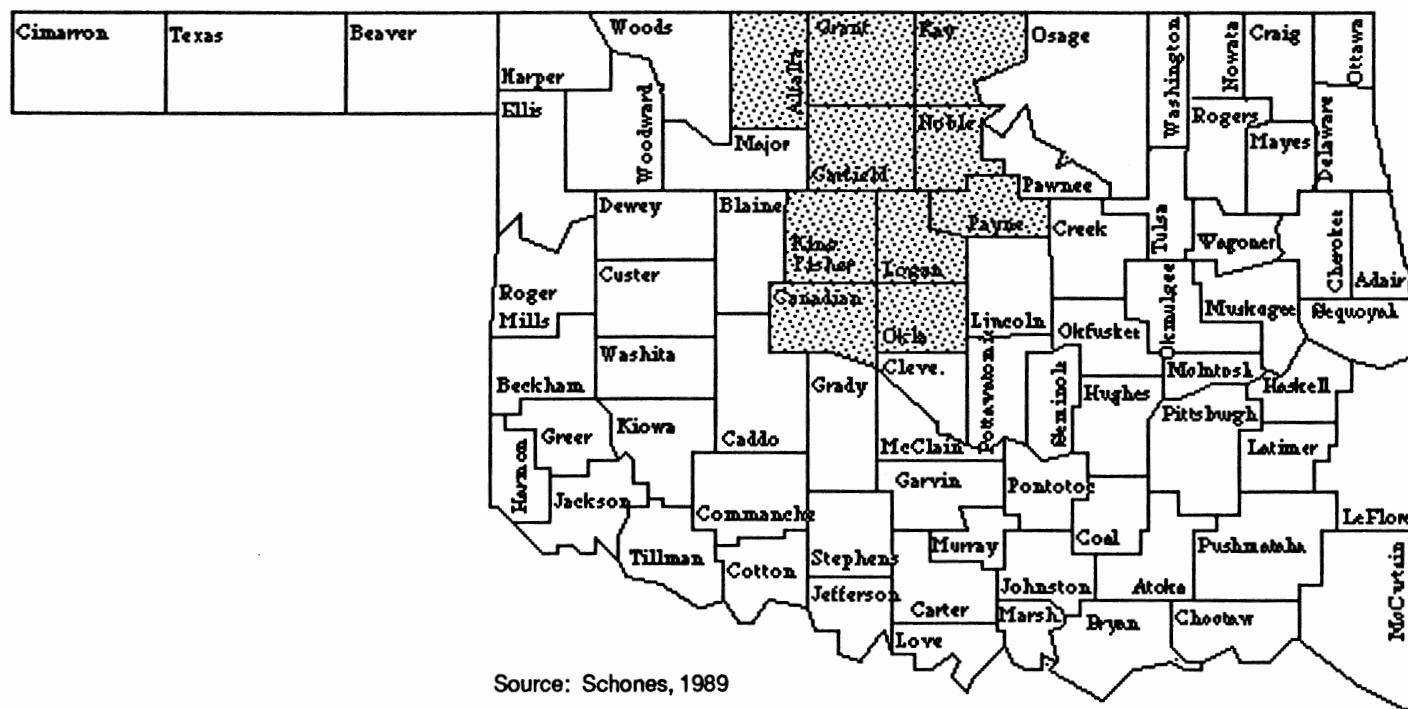 Cimarron
Texas
Beaver
Harper
Woods
Alfalfa
Grant
Kay
Osage
Washington
Nowata
Craig
Ottawa
Ellis
Woodward
Major
Garfield
Noble
Pawnee
Rogers
Mayes
Delaware
Dewey
Blaine
King
Fisher
Logan
Payne
Creek
Tulsa
Wagoner
Cherokee
Adair
Roger
Mills
Custer
Canadian
Okla
Lincoln
Okfuskee
Okmulgee
Muskogee
Sequoyah
Beckham
Washita
Grady
Cleve.
Pottavatomie
Seminole
Hughes
McIntosh
Haskell
Pittsburgh
Harmon
Greer
Kiowa
Caddo
McClain
Latimer
Jackson
Commanche
Garvin
Pontotoc
Coal
LeFlore
Tillman
Cotton
Stephens
Murray
Johnston
Atoka
Pushmataha
Jefferson
Carter
Marsh.
Bryan
Choctaw
McCurtain
Love
Source: Schones, 1989